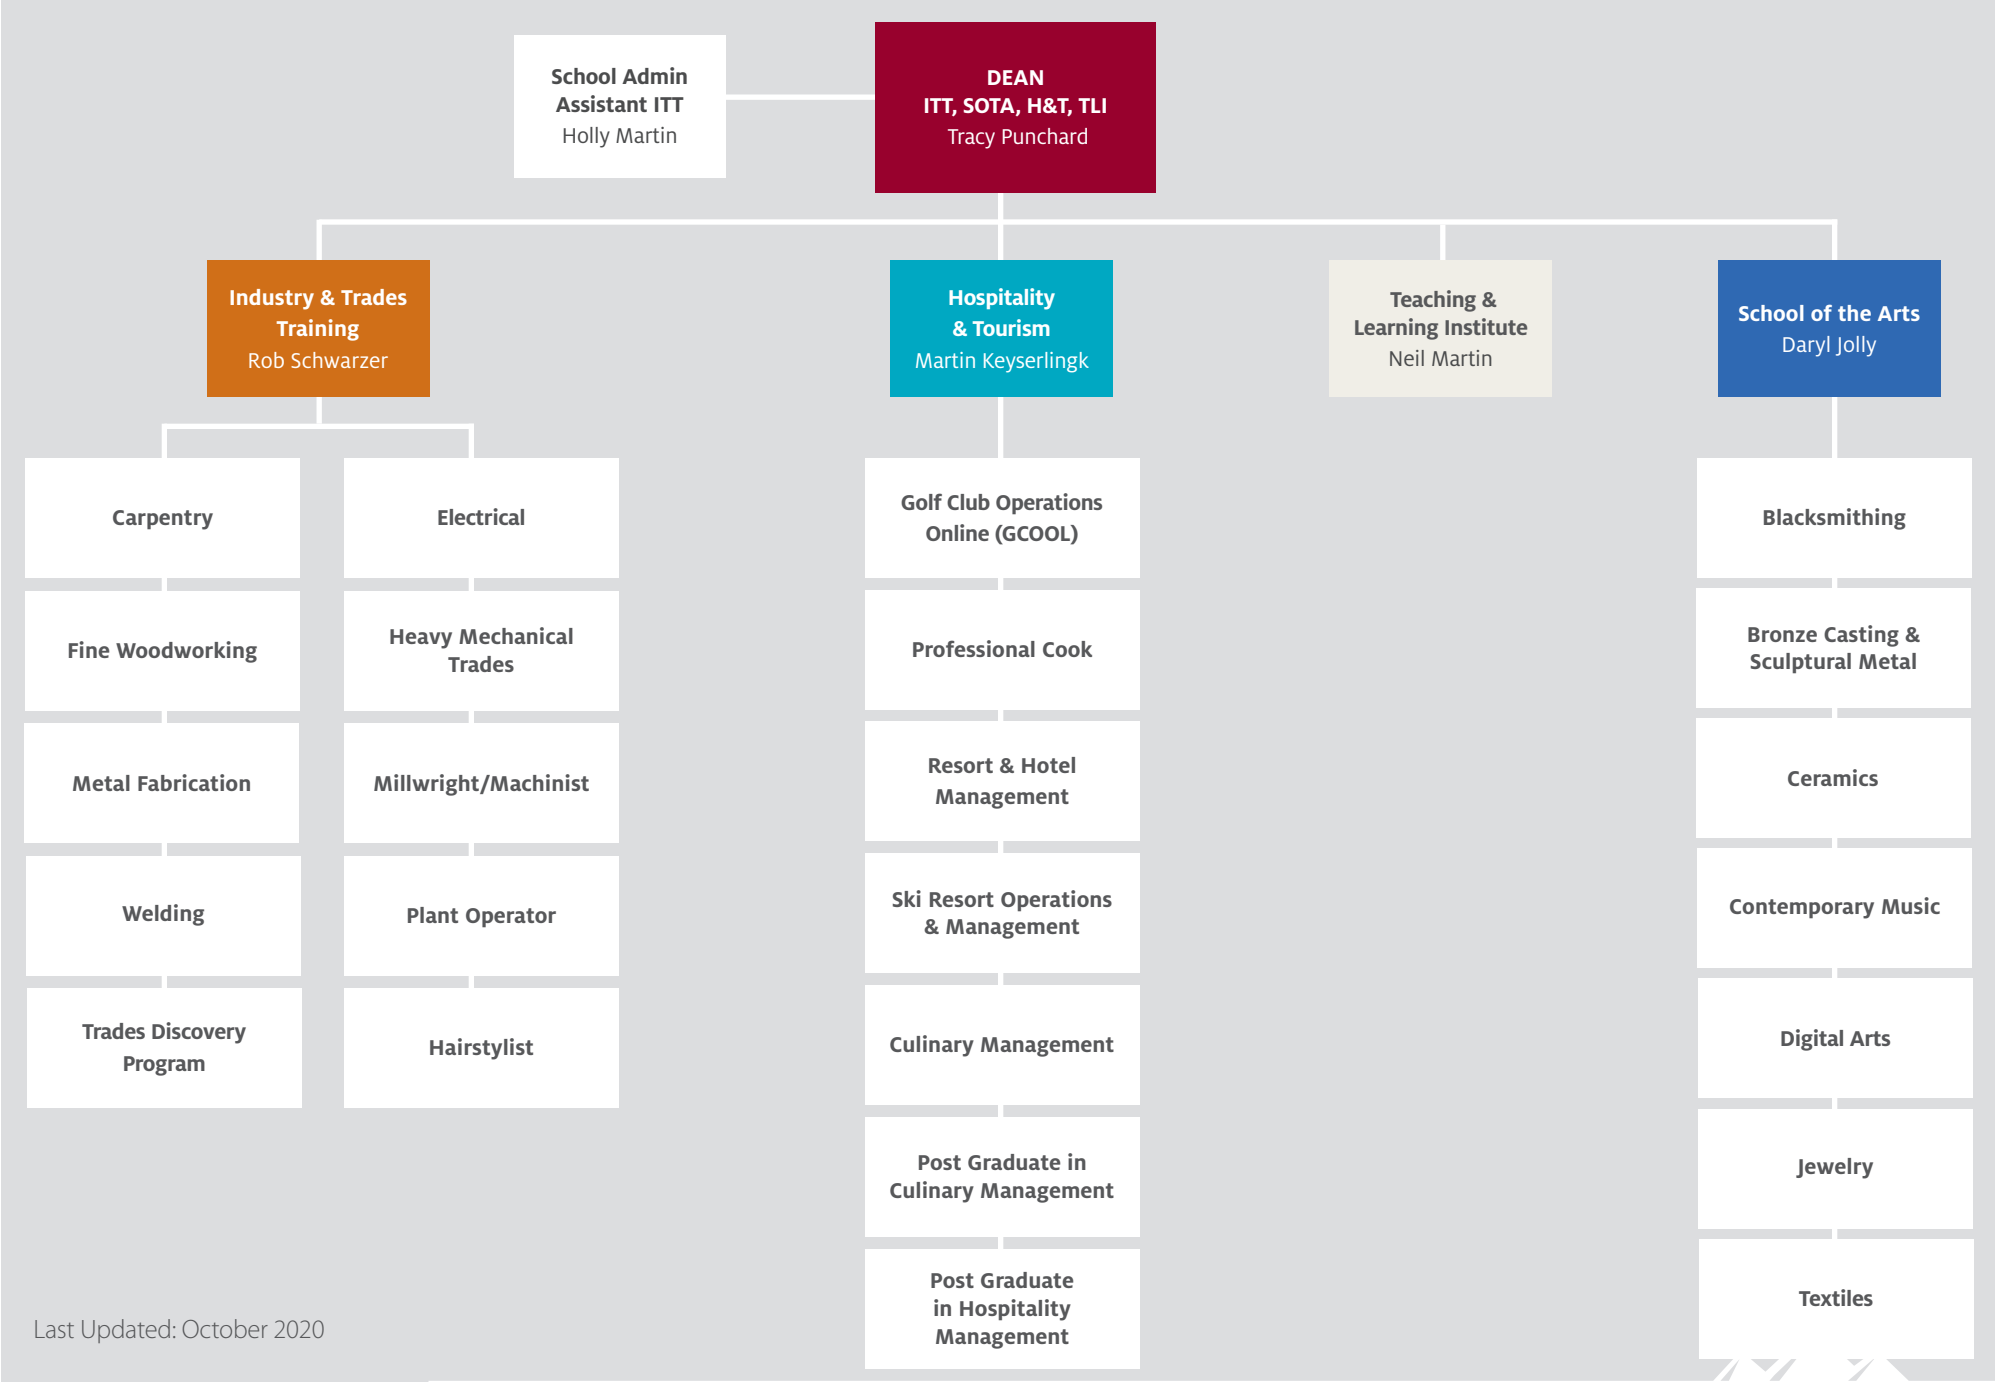 School Admin
Assistant ITT
Holly Martin
DEAN
ITT, SOTA, H&T, TLI
Tracy Punchard
Industry & Trades
Training
Rob Schwarzer
Hospitality
& Tourism
Martin Keyserlingk
Teaching &
Learning Institute
Neil Martin
School of the Arts
Daryl Jolly
Carpentry
Fine Woodworking
Metal Fabrication
Welding
Trades Discovery
Program
Electrical
Heavy Mechanical
Trades
Millwright/Machinist
Plant Operator
Hairstylist
Golf Club Operations
Online (GCOOL)
Professional Cook
Resort & Hotel
Management
Ski Resort Operations
& Management
Culinary Management
Post Graduate in
Culinary Management
Post Graduate
in Hospitality
Management
Blacksmithing
Bronze Casting &
Sculptural Metal
Ceramics
Contemporary Music
Digital Arts
Jewelry
Textiles
Last Updated: October 2020